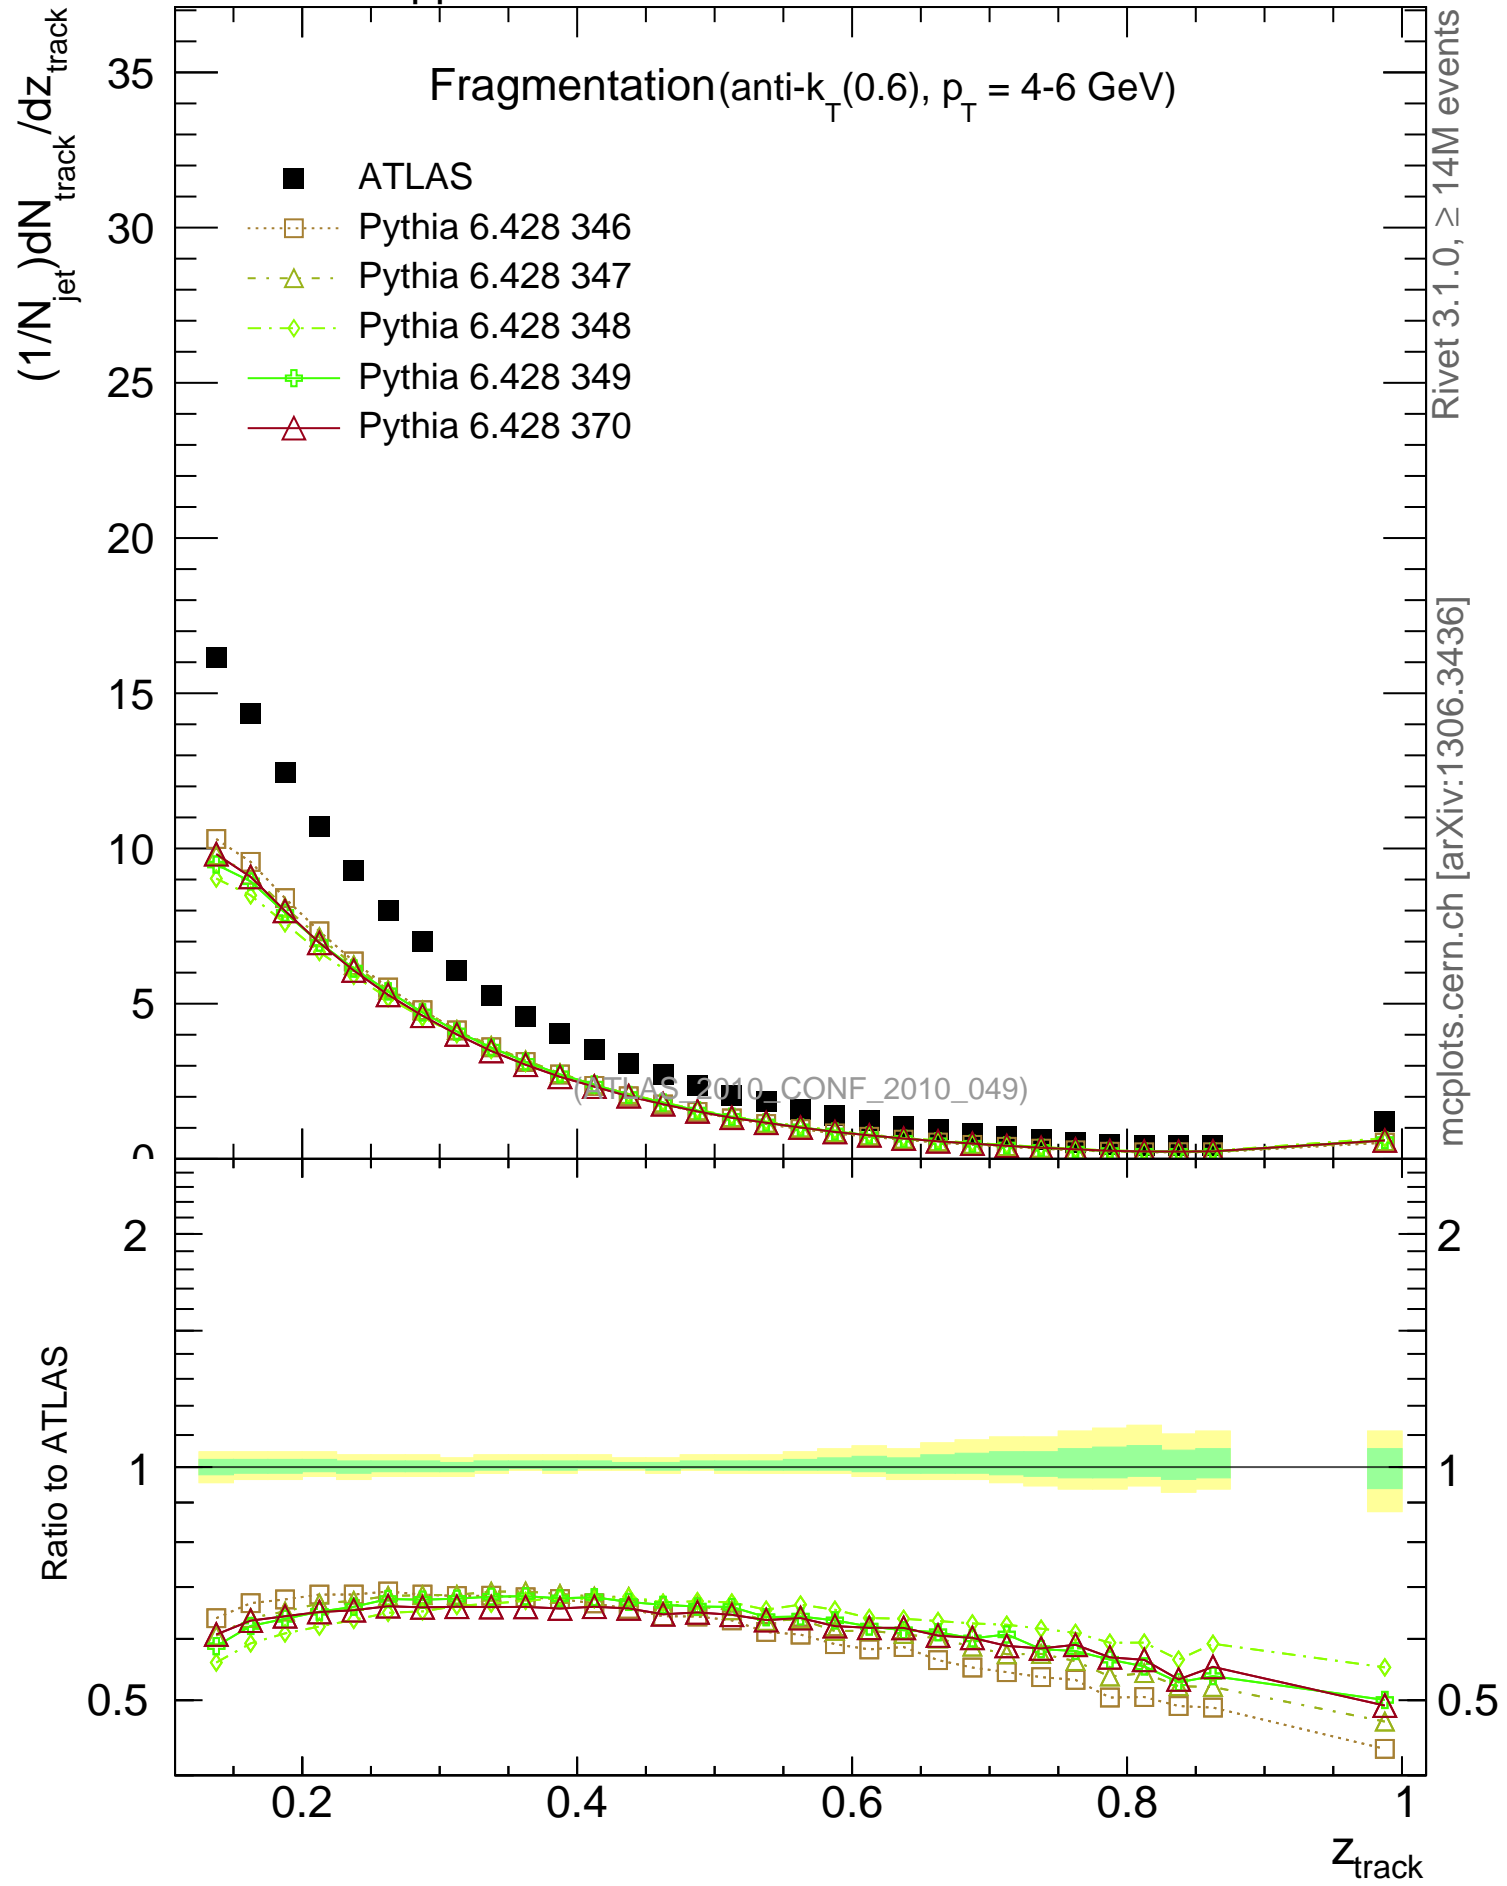 pp
Fragmentation (anti-k_T(0.6), p_T = 4-6 GeV)
(1/N_jet)dN_track/dz_track
ATLAS
Pythia 6.428 346
Pythia 6.428 347
Pythia 6.428 348
Pythia 6.428 349
Pythia 6.428 370
35
30
25
20
15
10
5
0
(ATLAS_2010_CONF_2010_049)
Rivet 3.1.0, ≥ 14M events
mcplots.cern.ch [arXiv:1306.3436]
Ratio to ATLAS
2
1
0.5
2
1
0.5
0.2
0.4
0.6
0.8
1
z_track